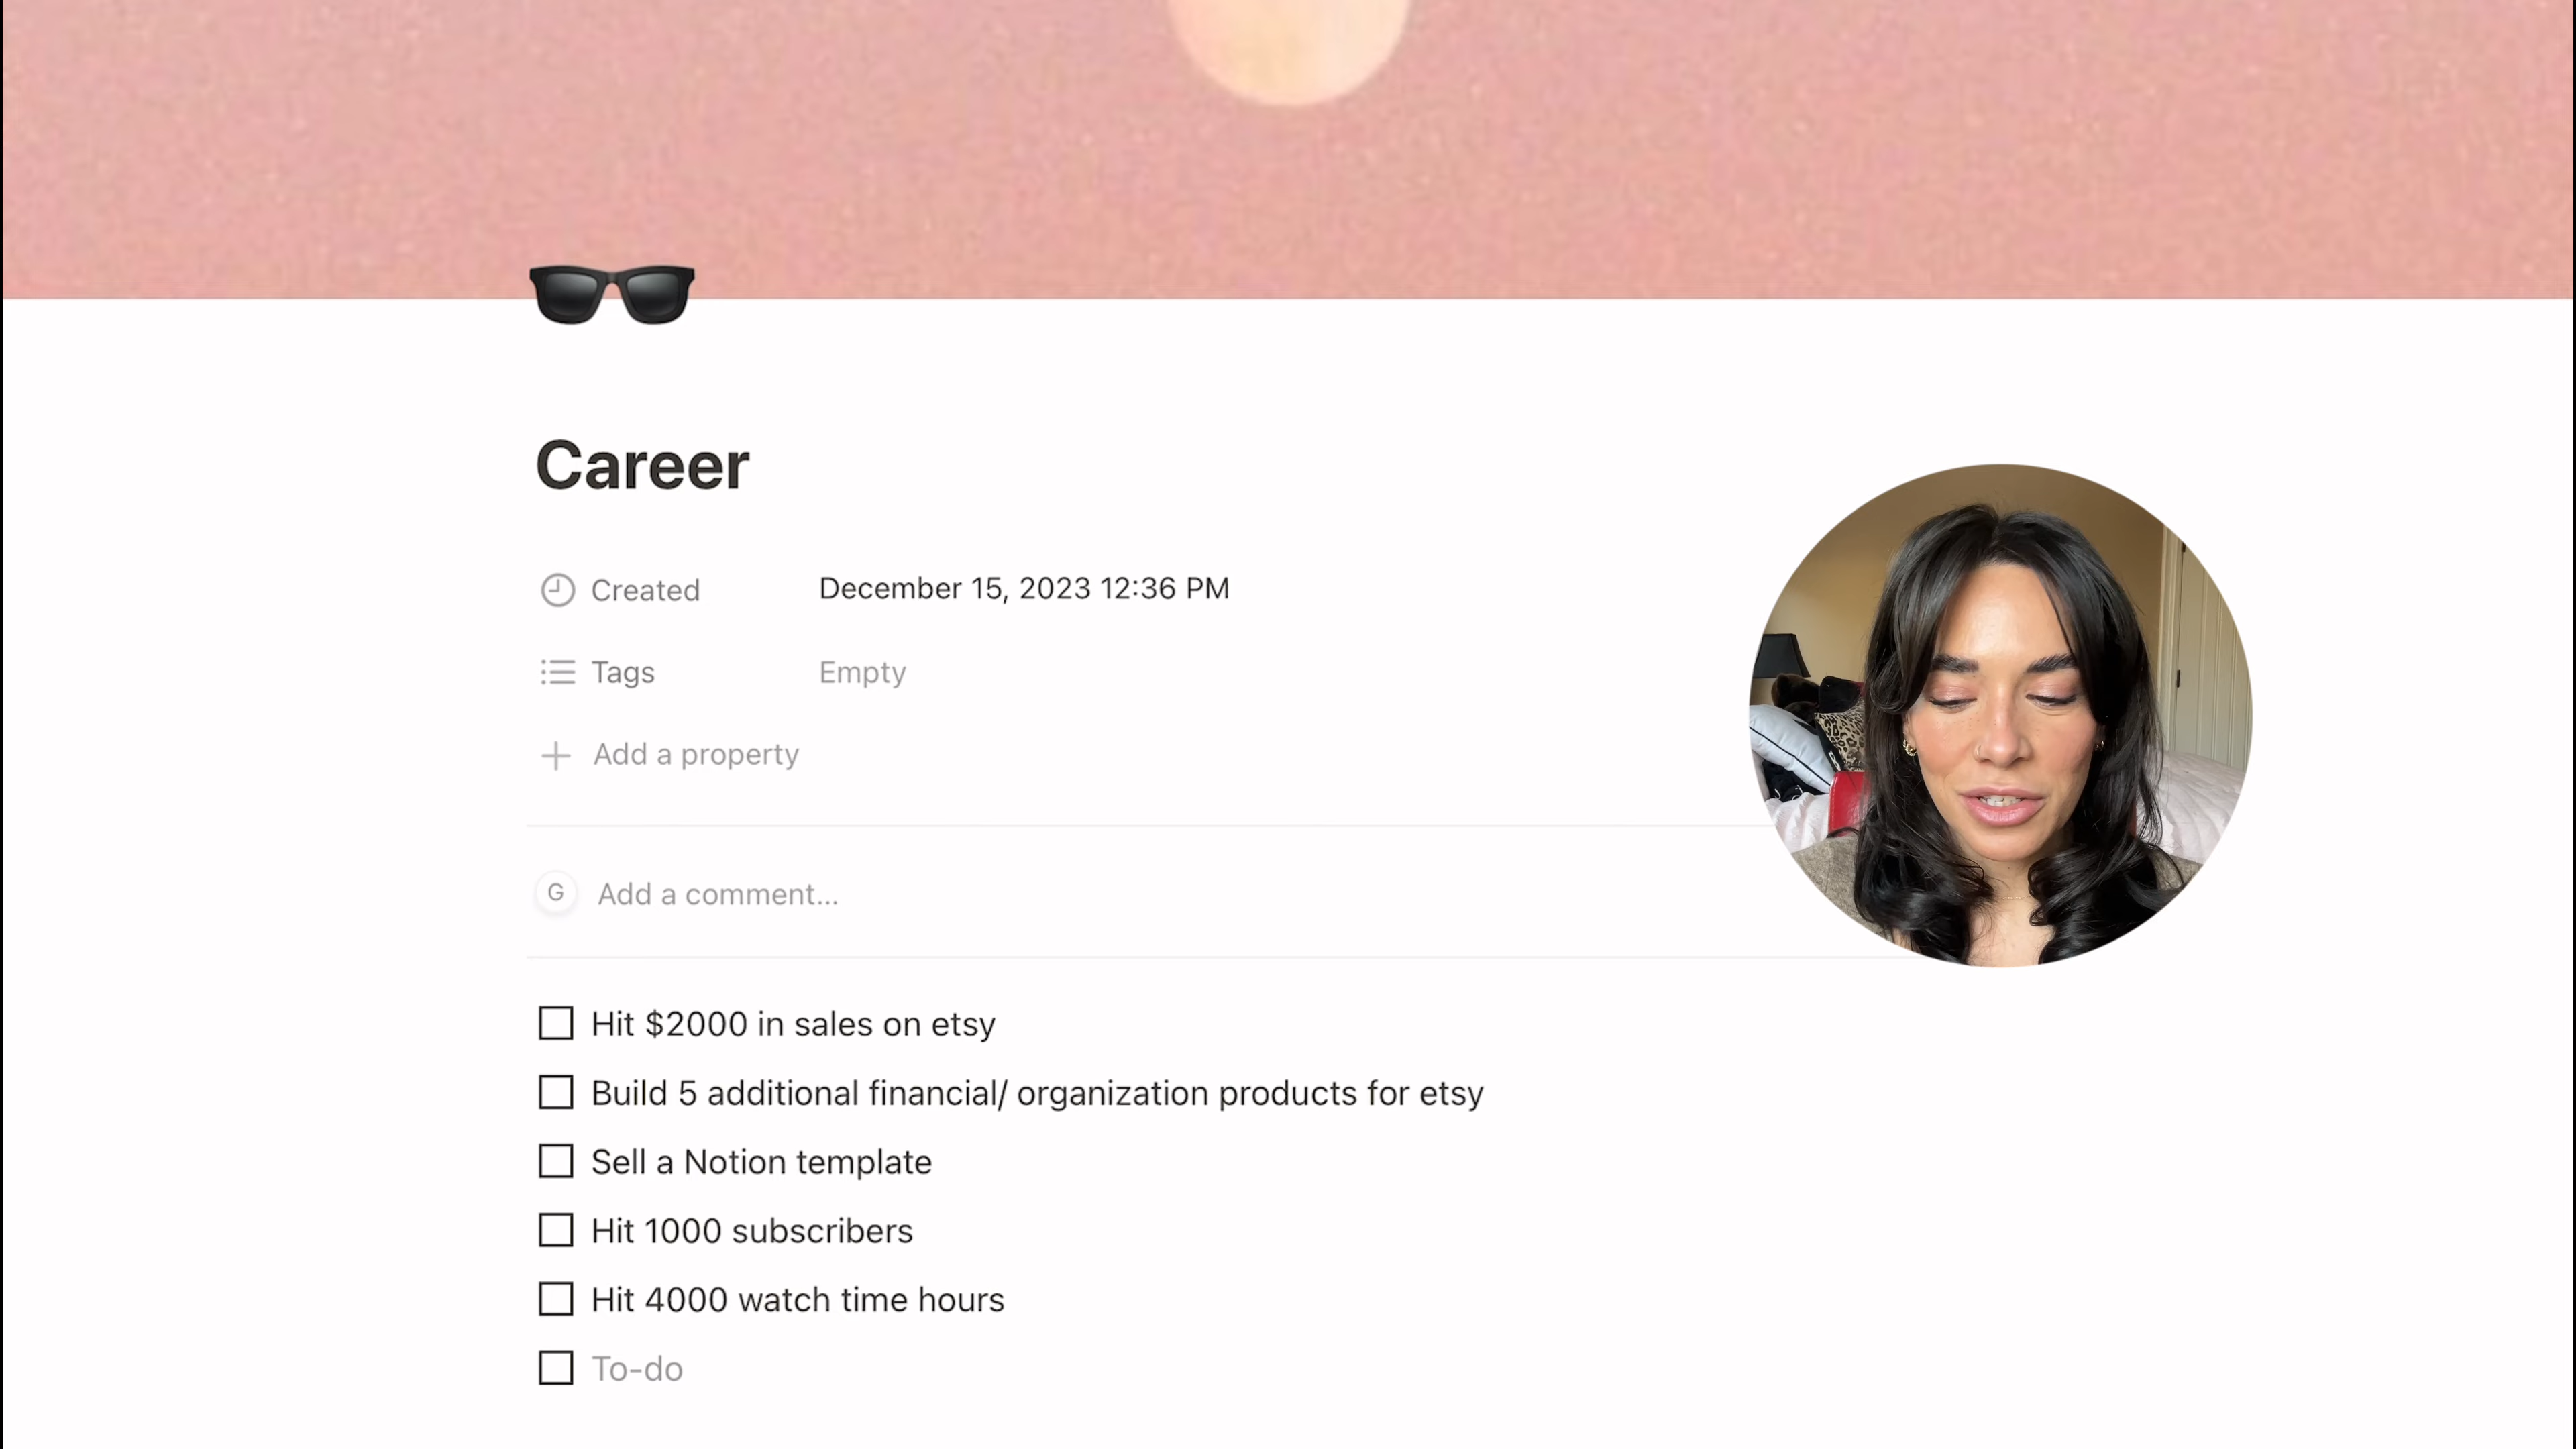 Career
Created December 15, 2023 12:36 PM
Tags Empty
Add a property
G Add a comment...
Hit $2000 in sales on etsy
Build 5 additional financial/ organization products for etsy
Sell a Notion template
Hit 1000 subscribers
Hit 4000 watch time hours
To-do